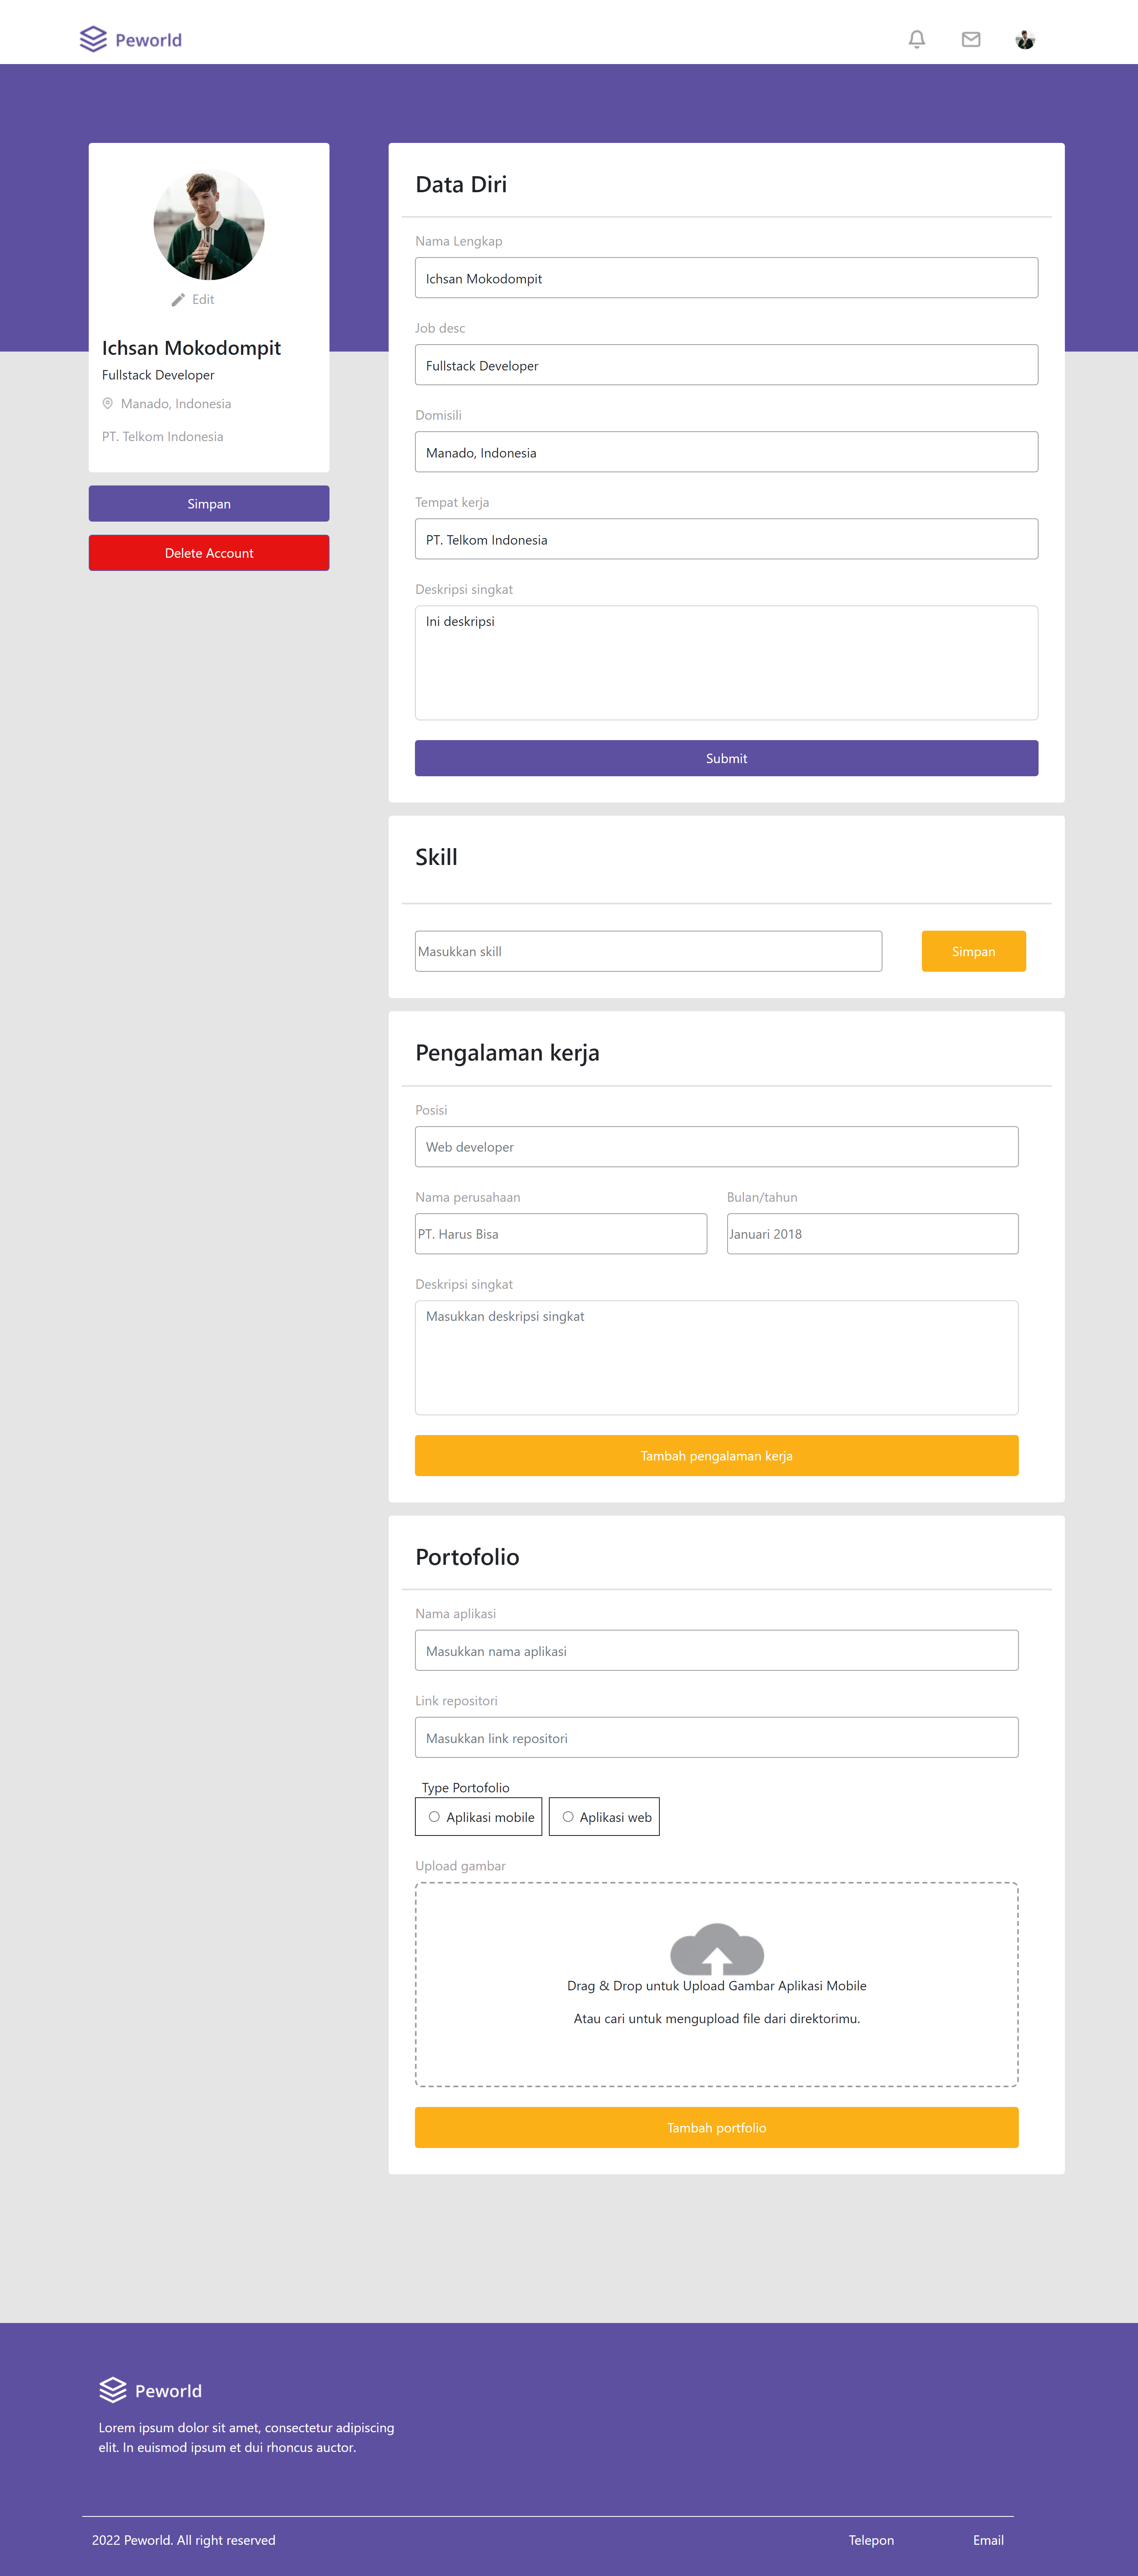 Peworld
Edit
Ichsan Mokodompit
Fullstack Developer
Manado, Indonesia
PT. Telkom Indonesia
Simpan
Delete Account
Data Diri
Nama Lengkap
Ichsan Mokodompit
Job desc
Fullstack Developer
Domisili
Manado, Indonesia
Tempat kerja
PT. Telkom Indonesia
Deskripsi singkat
Ini deskripsi
Submit
Skill
Masukkan skill
Simpan
Pengalaman kerja
Posisi
Web developer
Nama perusahaan
Bulan/tahun
PT. Harus Bisa
Januari 2018
Deskripsi singkat
Masukkan deskripsi singkat
Tambah pengalaman kerja
Portofolio
Nama aplikasi
Masukkan nama aplikasi
Link repositori
Masukkan link repositori
Type Portofolio
Aplikasi mobile
Aplikasi web
Upload gambar
Drag & Drop untuk Upload Gambar Aplikasi Mobile
Atau cari untuk mengupload file dari direktorimu.
Tambah portfolio
Peworld
Lorem ipsum dolor sit amet, consectetur adipiscing
elit. In euismod ipsum et dui rhoncus auctor.
2022 Peworld. All right reserved
Telepon
Email